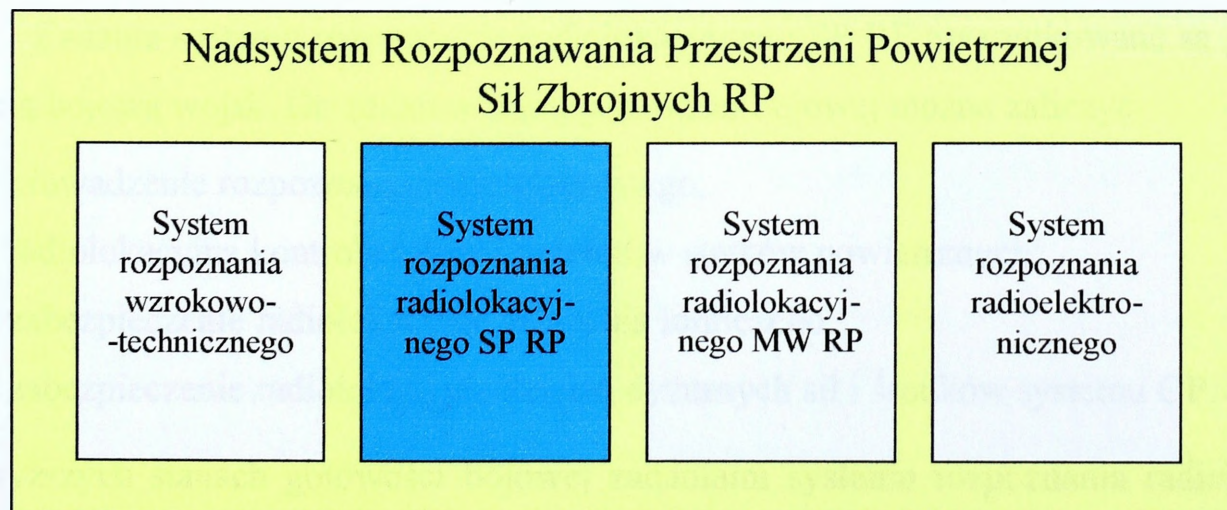 Nadsystem Rozpoznawania Przestrzeni Powietrznej
Sił Zbrojnych RP
System
rozpoznania
wzrokowo-
-technicznego
System
rozpoznania
radiolokacyj-
nego SP RP
System
rozpoznania
radiolokacyj-
nego MW RP
System
rozpoznania
radioelektro-
nicznego